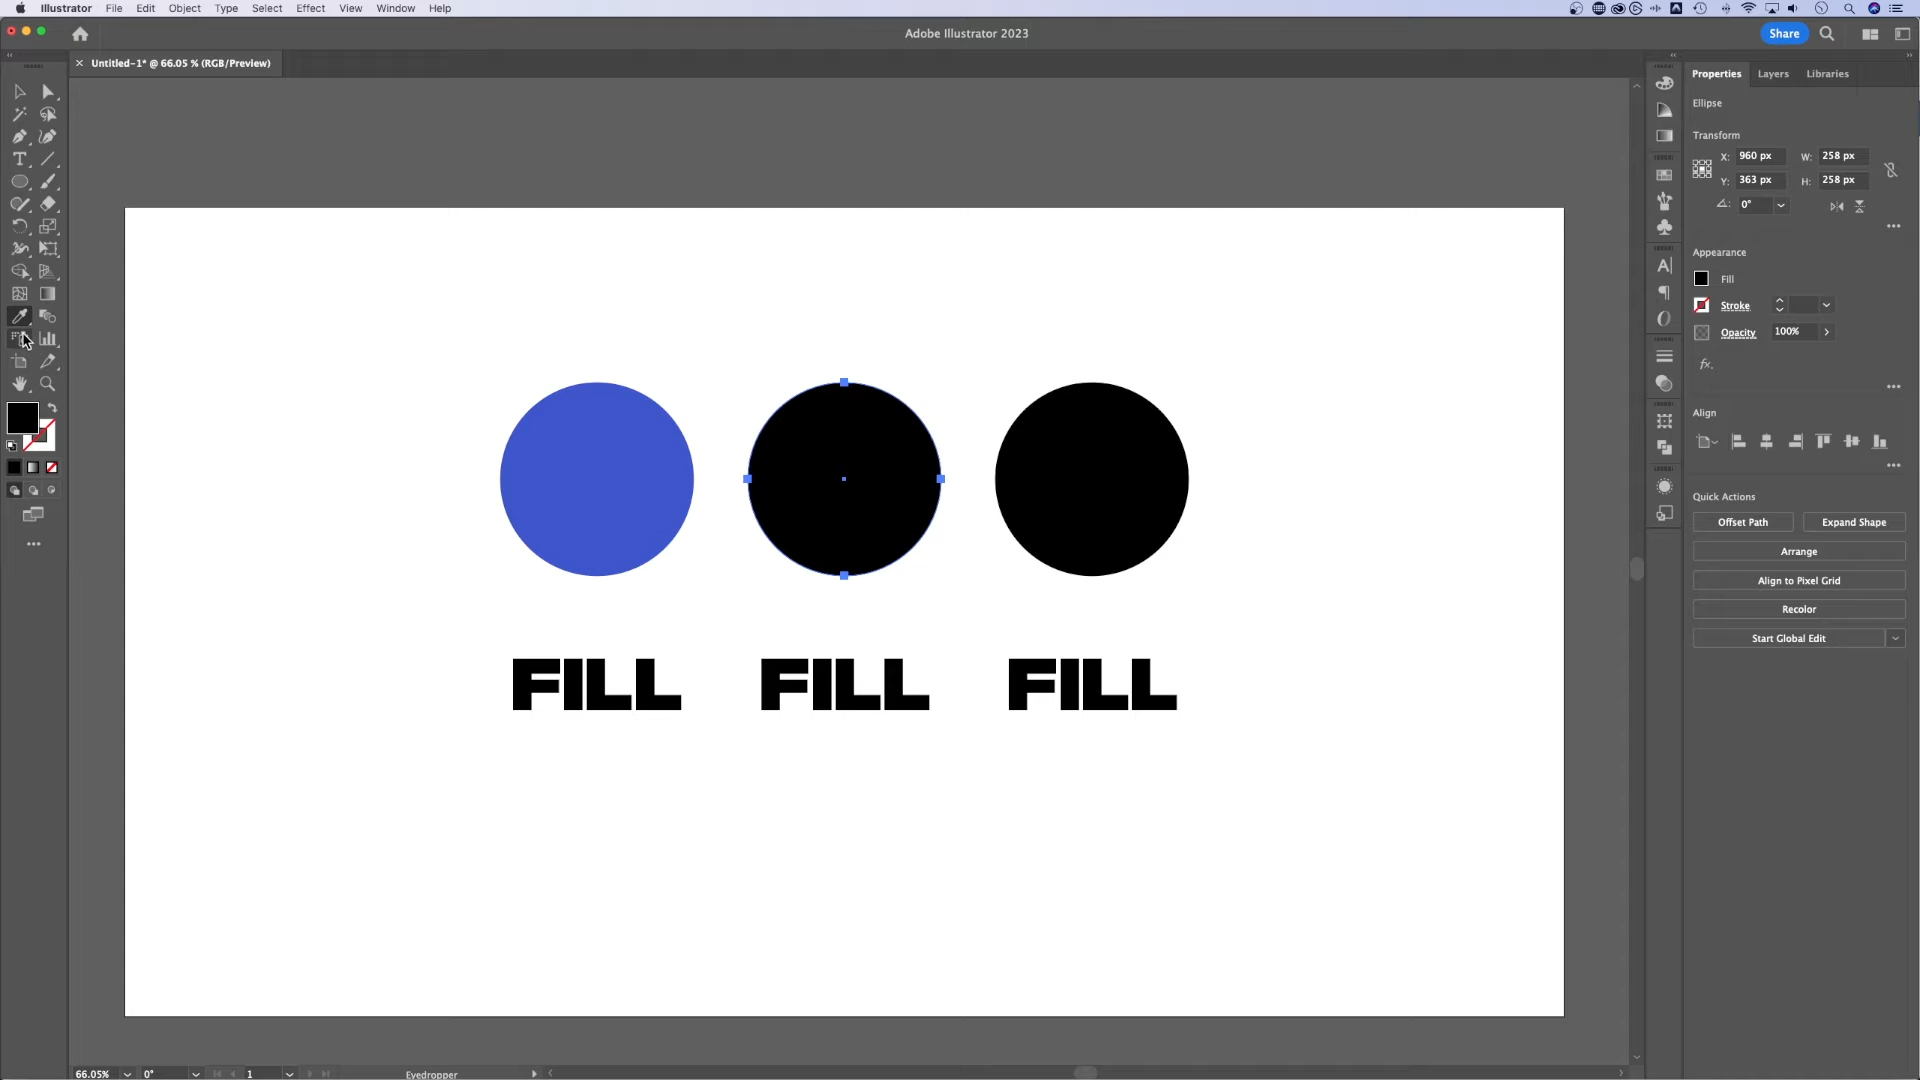 Illustrator File Edit Object Type Select Effect View Window Help
Adobe Illustrator 2023
Share
Untitled-1* @ 66.05 % (RGB/Preview)
Properties Layers Libraries
Ellipse
Transform
X: 960 px W: 258 px
Y: 363 px H: 258 px
0°
Appearance
Fill
Stroke
Opacity 100%
fx.
Align
Quick Actions
Offset Path Expand Shape
Arrange
Align to Pixel Grid
Recolor
Start Global Edit
FILL FILL FILL
66.05% 0° 1 Eyedropper